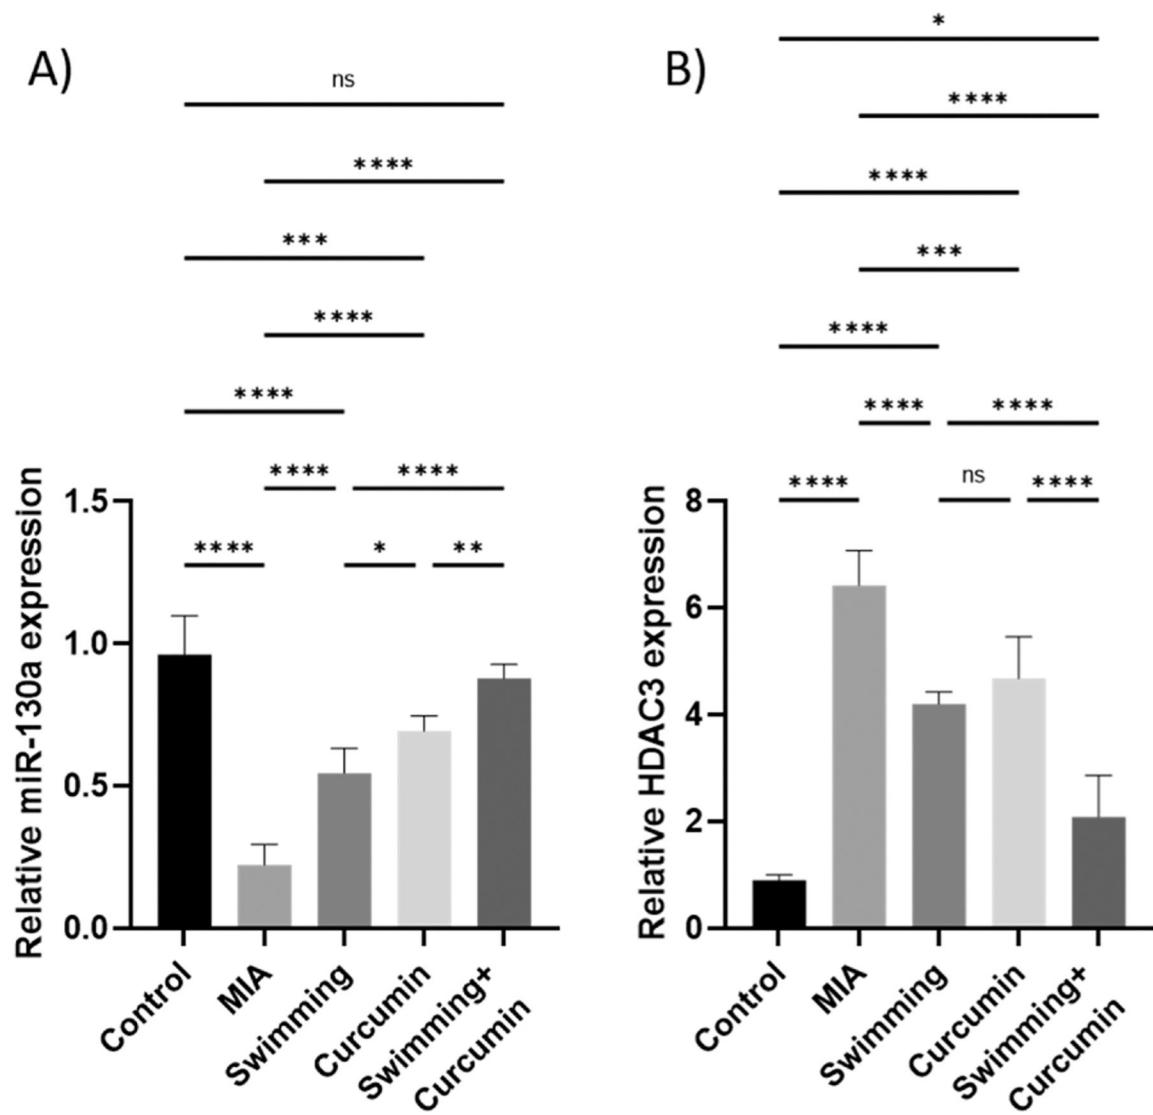 A)
ns
****
***
****
****
**** ****
**** * **
Relative miR-130a expression
1.5
1.0
0.5
0.0
Control
MIA
Swimming
Curcumin
Swimming+
Curcumin
B)
*
****
****
***
****
**** ****
**** ns ****
Relative HDAC3 expression
8
6
4
2
0
Control
MIA
Swimming
Curcumin
Swimming+
Curcumin